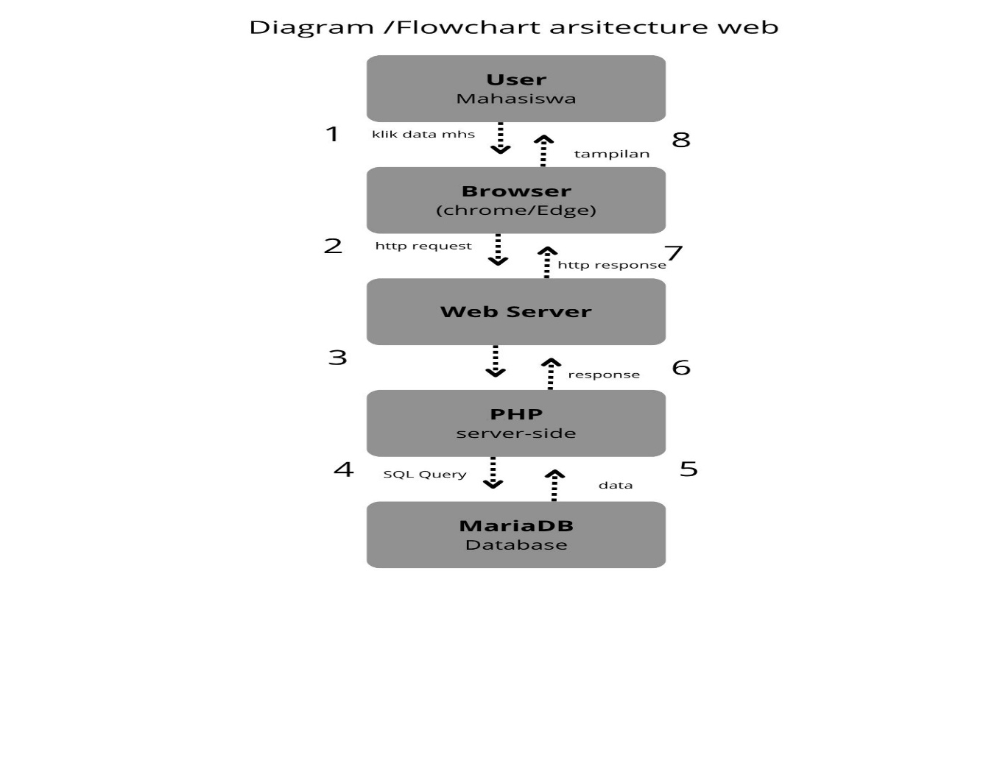 Diagram /Flowchart arsitecture web
User
Mahasiswa
1
klik data mhs
8
tampilan
Browser
(chrome/Edge)
2
http request
7
http response
Web Server
3
6
response
PHP
server-side
4
SQL Query
5
data
MariaDB
Database